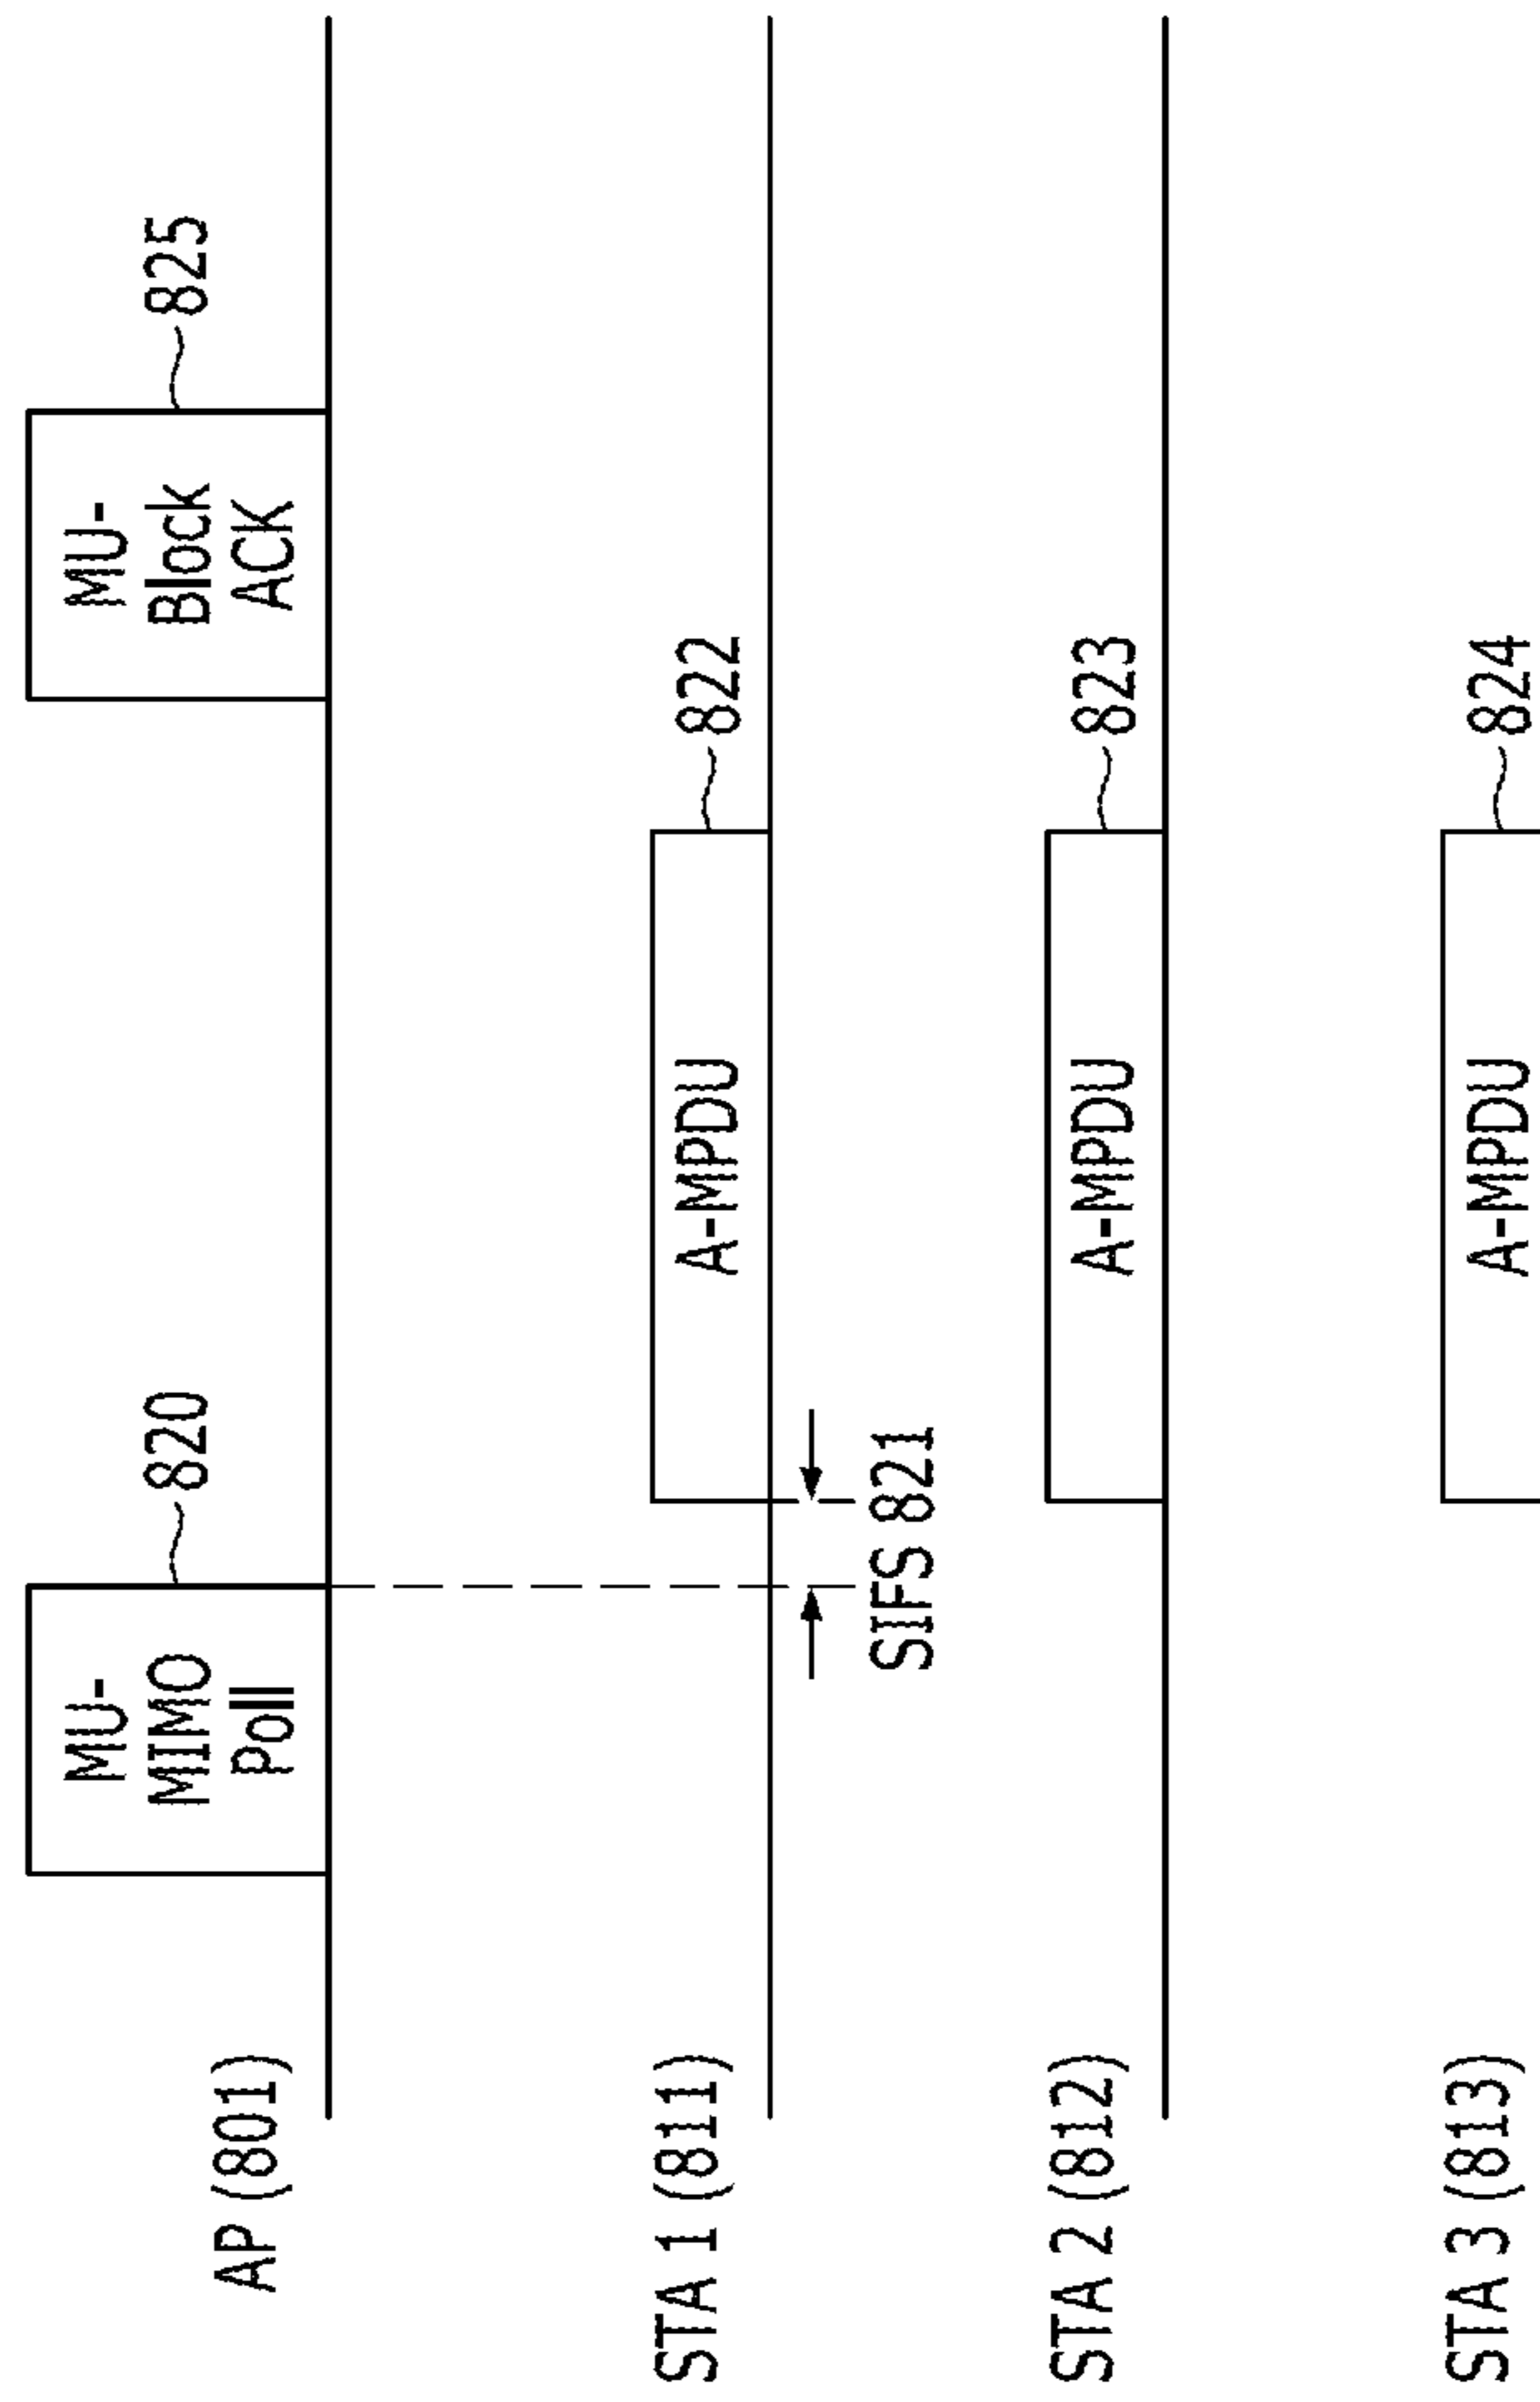 MU-
MIMO
poll
820
MU-
Block
ACK
825
AP (801)
A-MPDU
822
STA 1 (811)
SIFS 821
A-MPDU
823
STA 2 (812)
A-MPDU
824
STA 3 (813)